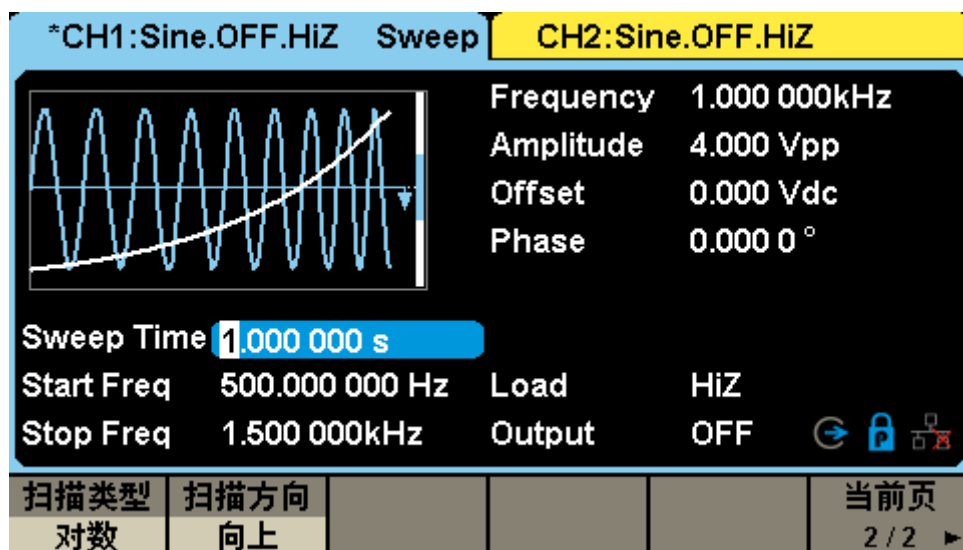 *CH1:Sine.OFF.HiZ Sweep CH2:Sine.OFF.HiZ
Frequency 1.000 000kHz
Amplitude 4.000 Vpp
Offset 0.000 Vdc
Phase 0.000 0 °
Sweep Time 1.000 000 s
Start Freq 500.000 000 Hz Load HiZ
Stop Freq 1.500 000kHz Output OFF
扫描类型 扫描方向 当前页
对数 向上 2 / 2